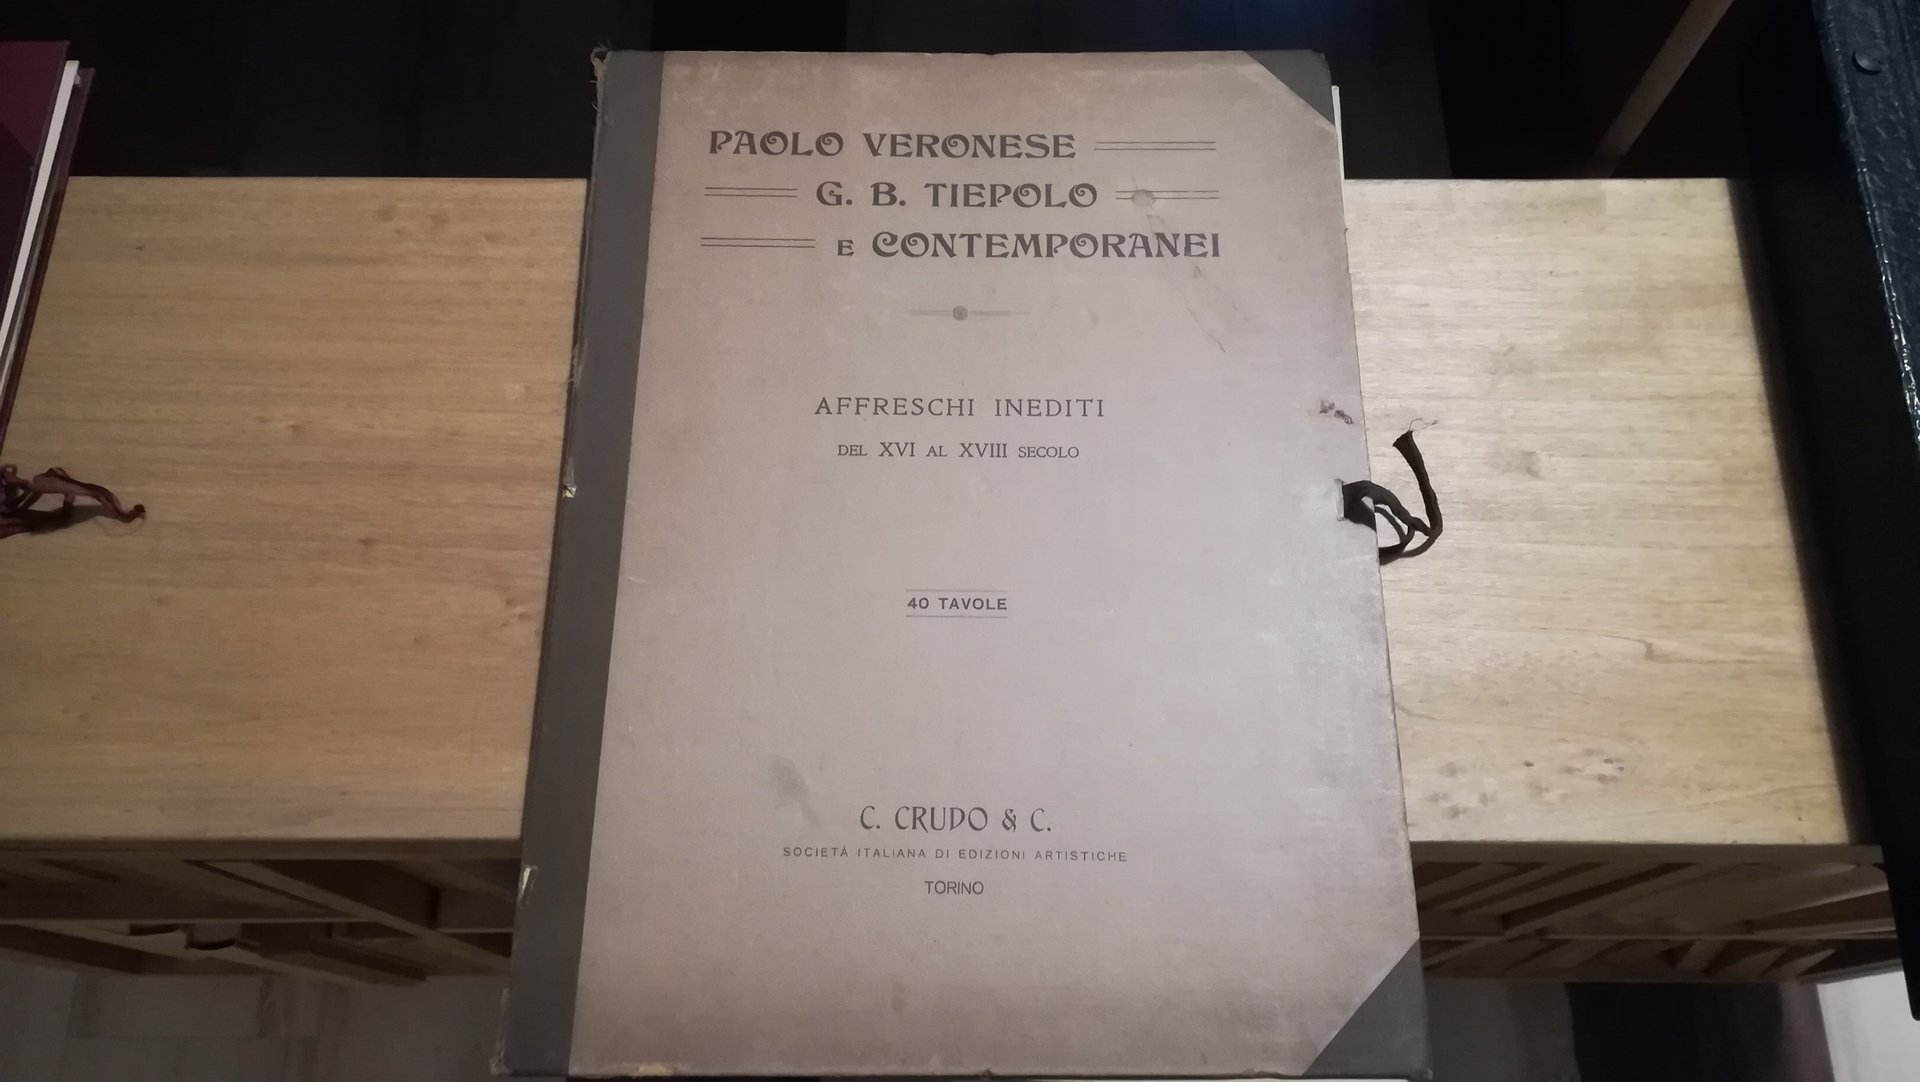 PAOLO VERONESE
G. B. TIEPOLO
E CONTEMPORANEI
AFFRESCHI INEDITI
DEL XVI AL XVIII SECOLO
40 TAVOLE
C. CRUDO & C.
SOCIETÀ ITALIANA DI EDIZIONI ARTISTICHE
TORINO